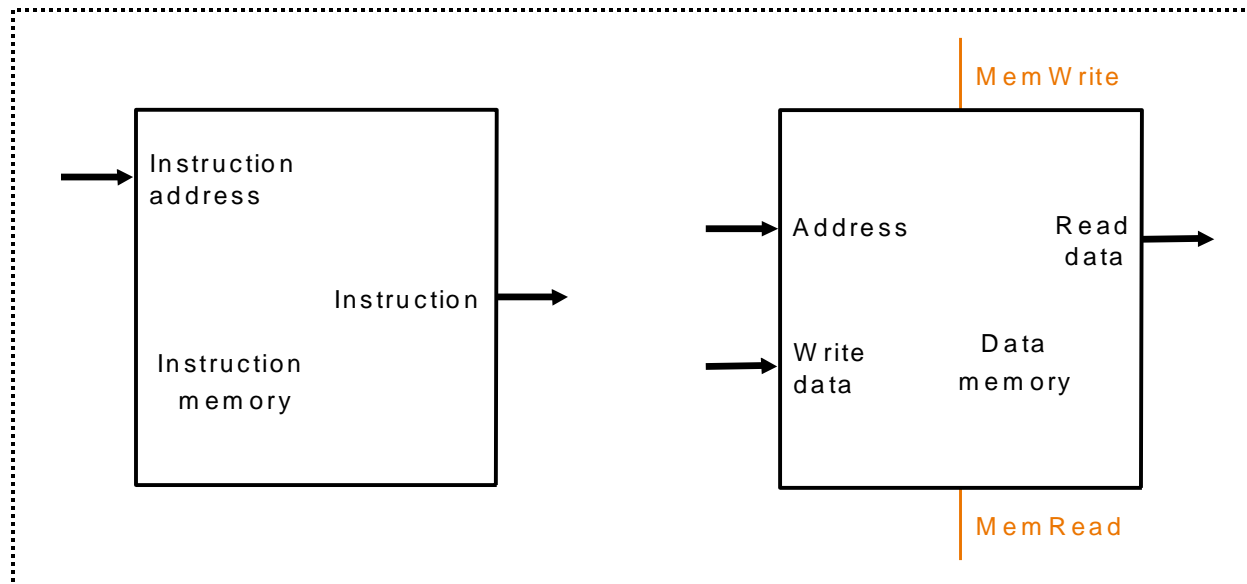 Instruction
address
Instruction
Instruction
memory
MemWrite
Address
Read
data
Write
data
Data
memory
MemRead